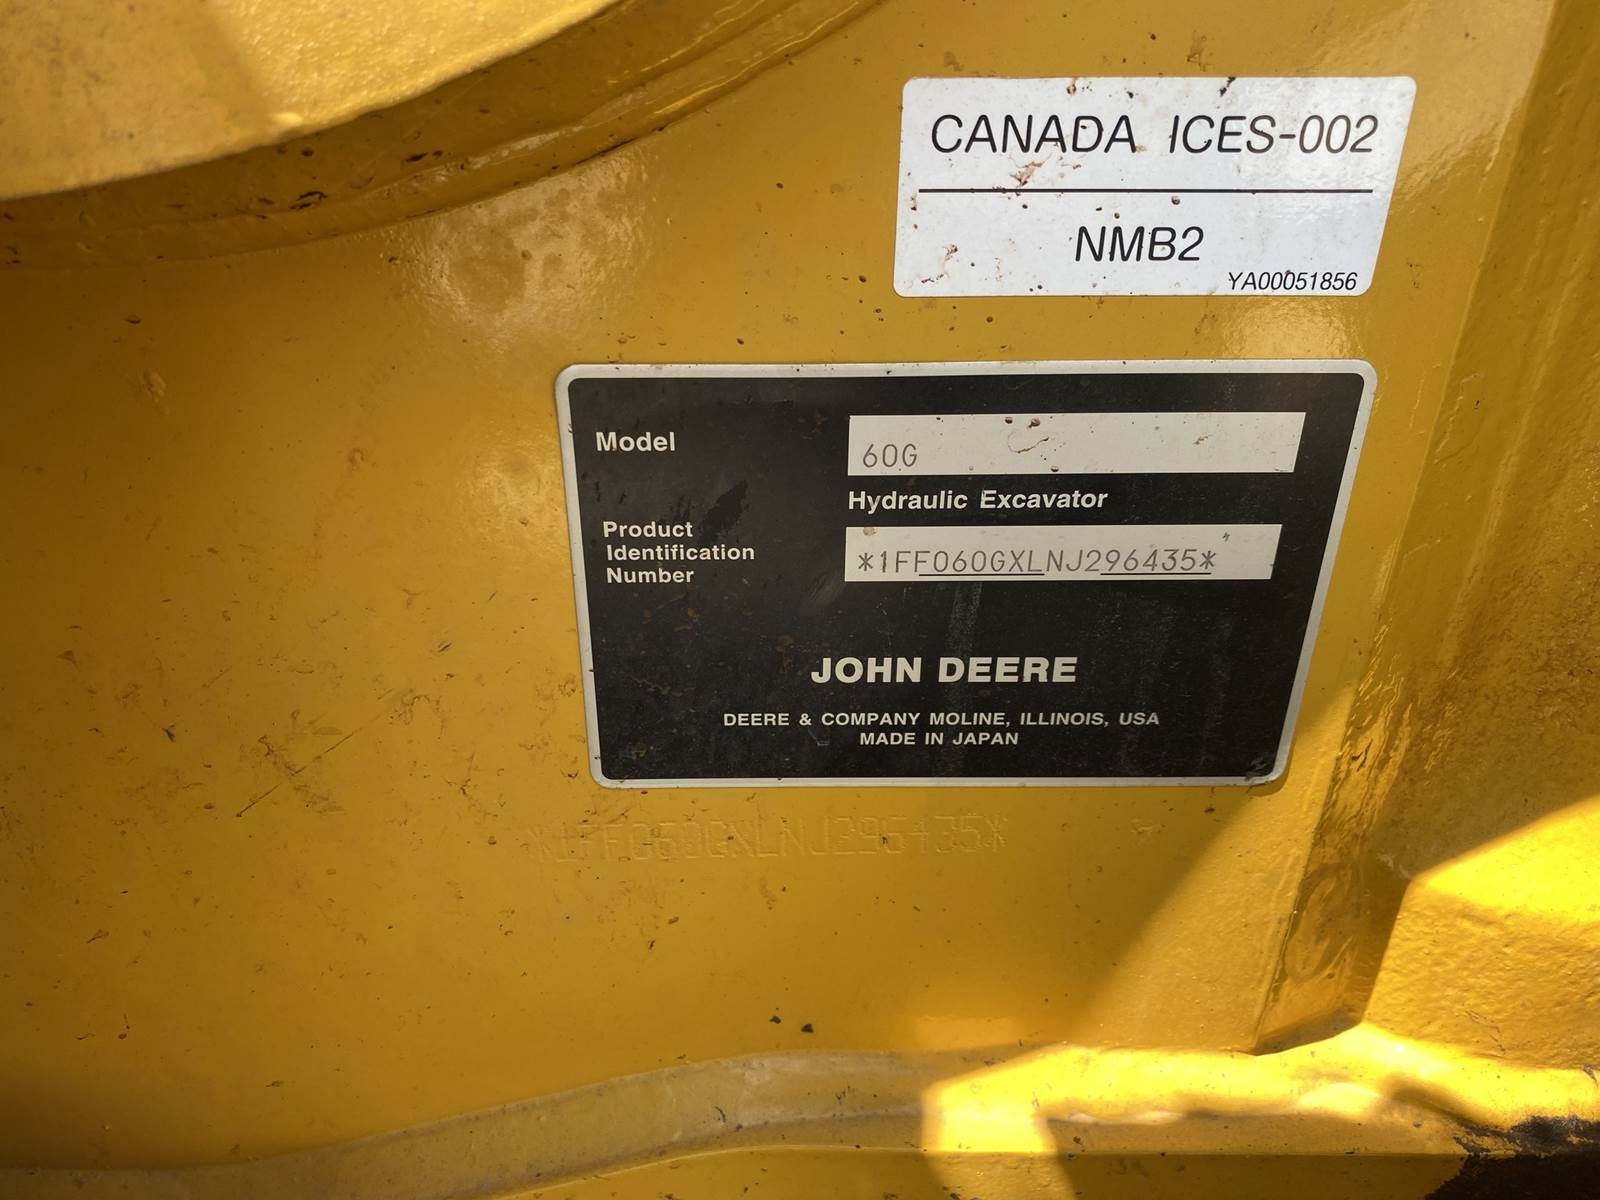 CANADA ICES-002
NMB2
YA00051856
Model
60G
Hydraulic Excavator
Product
Identification
Number
*1FF060GXLNJ296435*
JOHN DEERE
DEERE & COMPANY MOLINE, ILLINOIS, USA
MADE IN JAPAN
*1FF060GXLNJ296435*